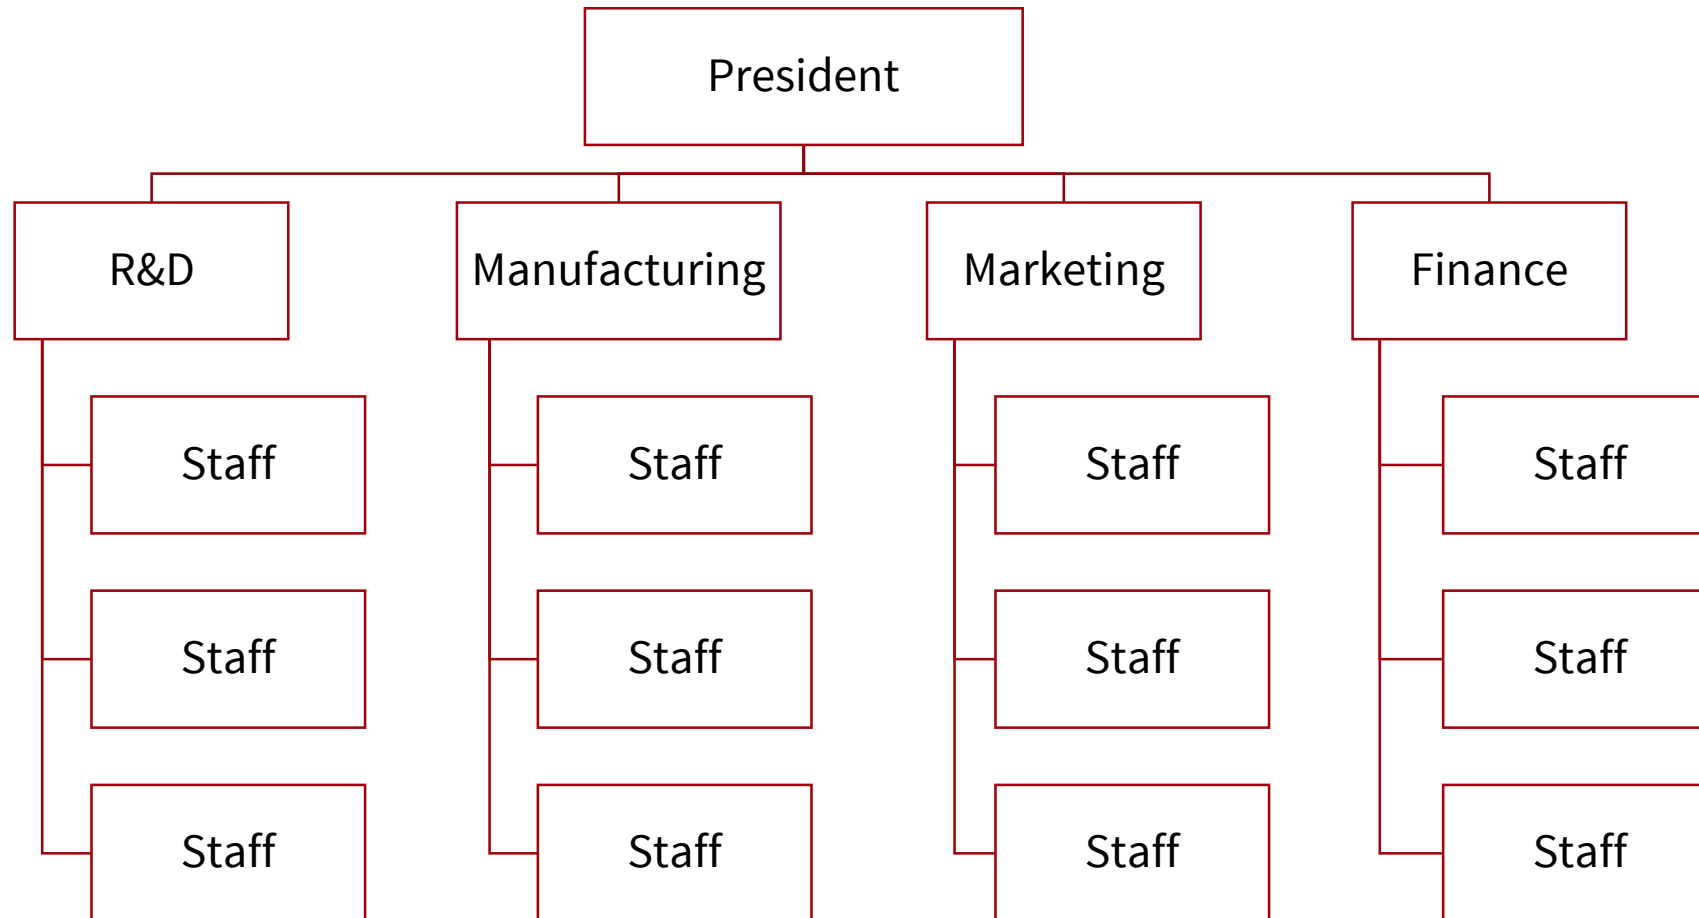 President
R&D
Manufacturing
Marketing
Finance
Staff
Staff
Staff
Staff
Staff
Staff
Staff
Staff
Staff
Staff
Staff
Staff